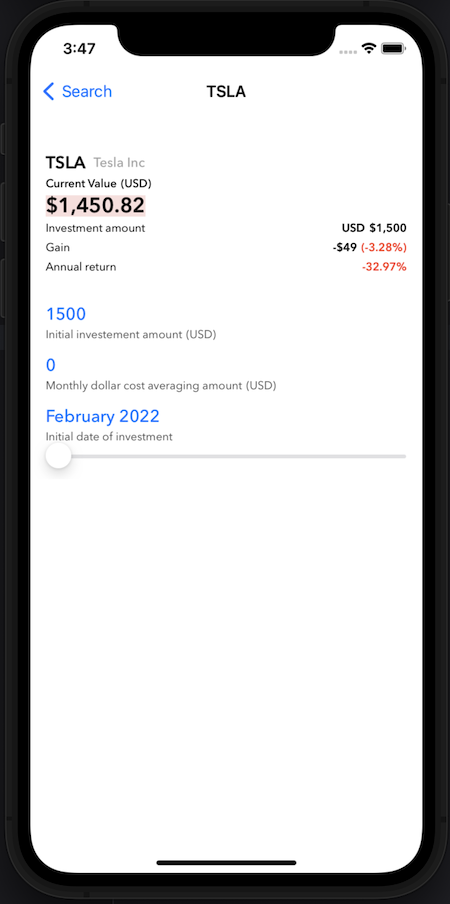 3:47
Search TSLA
TSLA Tesla Inc
Current Value (USD)
$1,450.82
Investment amount USD $1,500
Gain -$49 (-3.28%)
Annual return -32.97%
1500
Initial investement amount (USD)
0
Monthly dollar cost averaging amount (USD)
February 2022
Initial date of investment